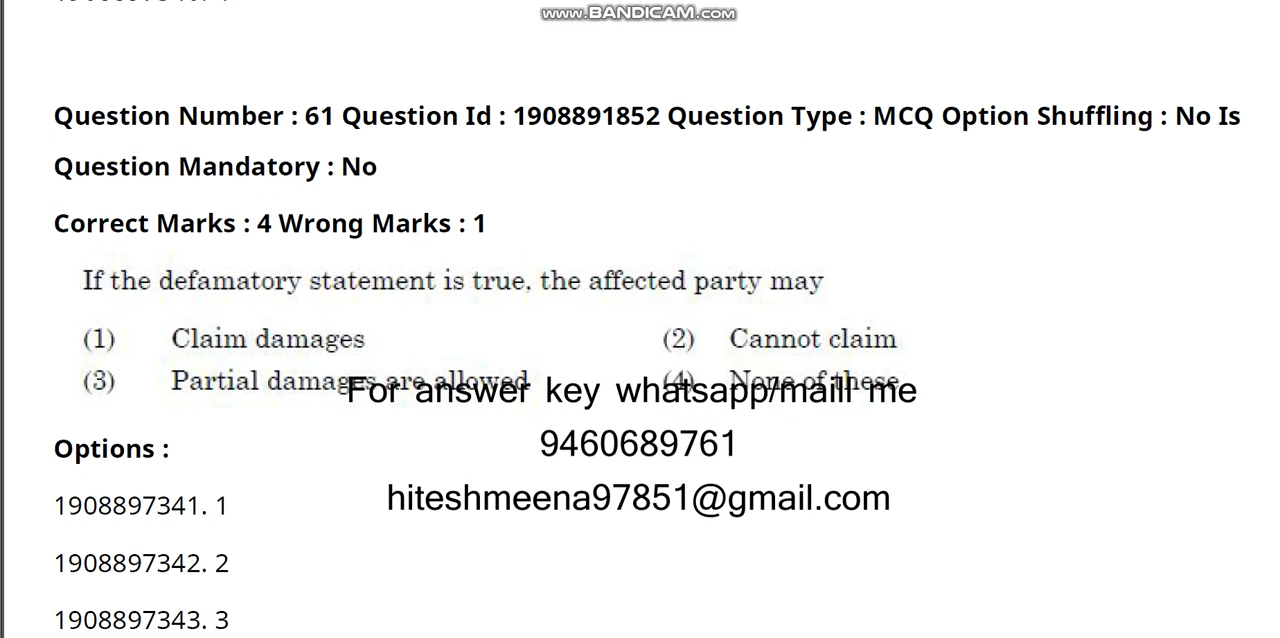 www.BANDICAM.com
Question Number : 61 Question Id : 1908891852 Question Type : MCQ Option Shuffling : No Is
Question Mandatory : No
Correct Marks : 4 Wrong Marks : 1
If the defamatory statement is true, the affected party may
(1) Claim damages (2) Cannot claim
(3) Partial damages are allowed (4) None of these
For answer key whatsapp/maill me
9460689761
hiteshmeena97851@gmail.com
Options :
1908897341. 1
1908897342. 2
1908897343. 3